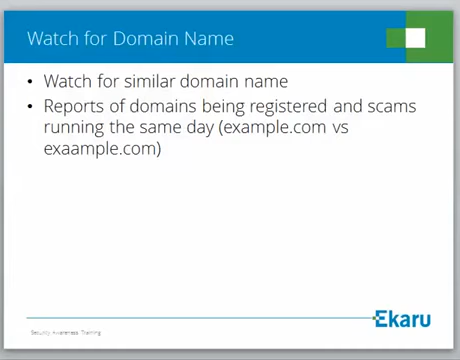 Watch for Domain Name
• Watch for similar domain name
• Reports of domains being registered and scams
running the same day (example.com vs
exaample.com)
Ekaru
Security Awareness Training